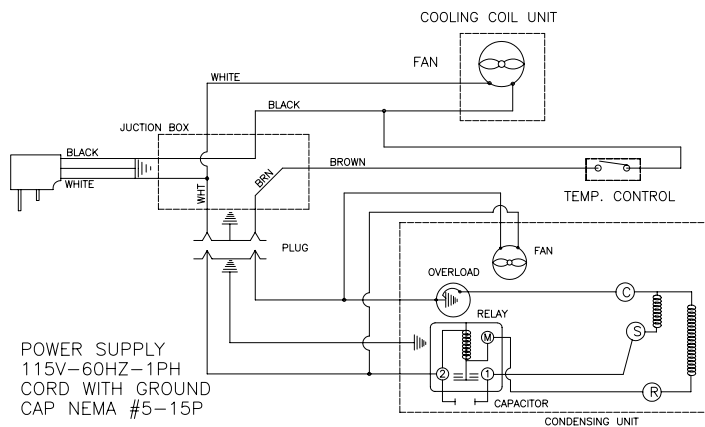 COOLING COIL UNIT
FAN
WHITE
BLACK
JUCTION BOX
BLACK
WHITE
WHT
BRN
BROWN
TEMP. CONTROL
PLUG
FAN
OVERLOAD
C
RELAY
S
M
2
1
R
CAPACITOR
CONDENSING UNIT
POWER SUPPLY
115V-60HZ-1PH
CORD WITH GROUND
CAP NEMA #5-15P